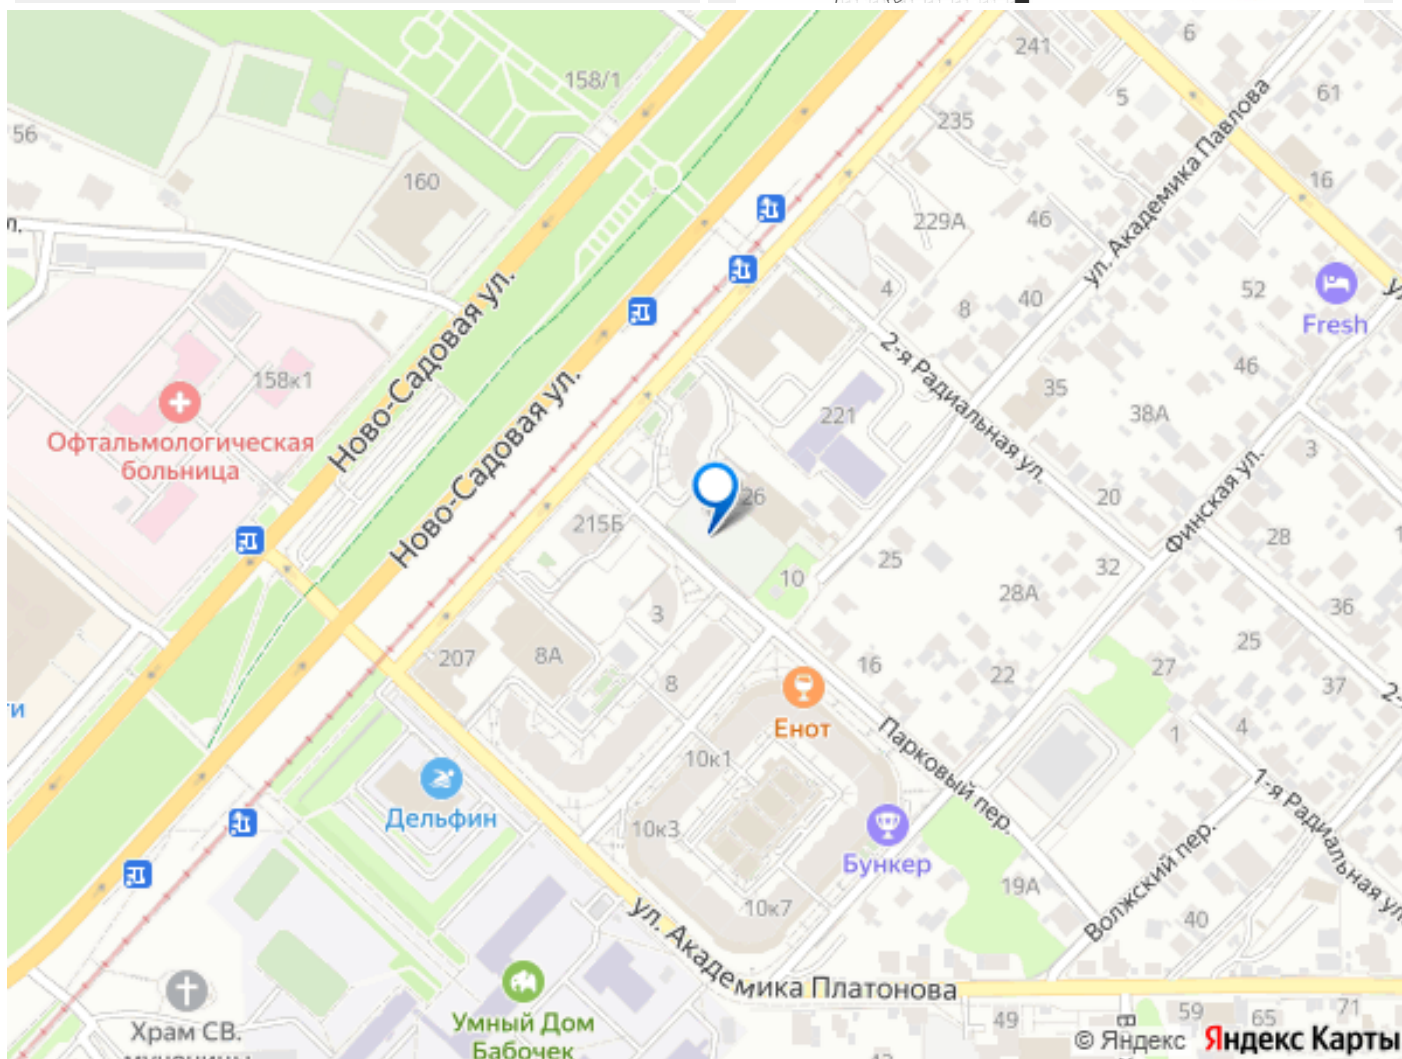 241
6
61
5
158/1
235
56
16
160
ул. Академика Павлова
229А
46
4
8
40
52
Fresh
Ново-Садовая ул.
2-я Радиальная ул.
46
158к1
35
38А
221
Офтальмологическая
больница
Ново-Садовая ул.
3
26
20
Финская ул.
215Б
28
25
32
10
28А
36
3
25
207
8А
16
22
27
37
8
Енот
1
4
10к1
Парковый пер.
1-я Радиальная ул.
Дельфин
10к3
Бункер
Волжский пер.
19А
10к7
40
ул. Академика Платонова
Храм СВ.
Умный Дом
Бабочек
49
59
65
71
© Яндекс Яндекс Карты